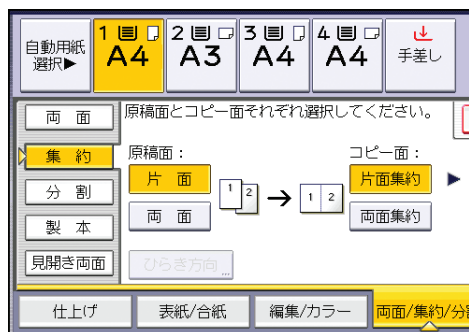 自動用紙
選択▶
1
A4
2
A3
3
A4
4
A4
手差し
両 面
集 約
分 割
製 本
見開き両面
原稿面とコピー面それぞれ選択してください。
原稿面：
片 面
両 面
1 2
1 2
コピー面：
片面集約
両面集約
ひらき方向
仕上げ
表紙/合紙
編集/カラー
両面/集約/分